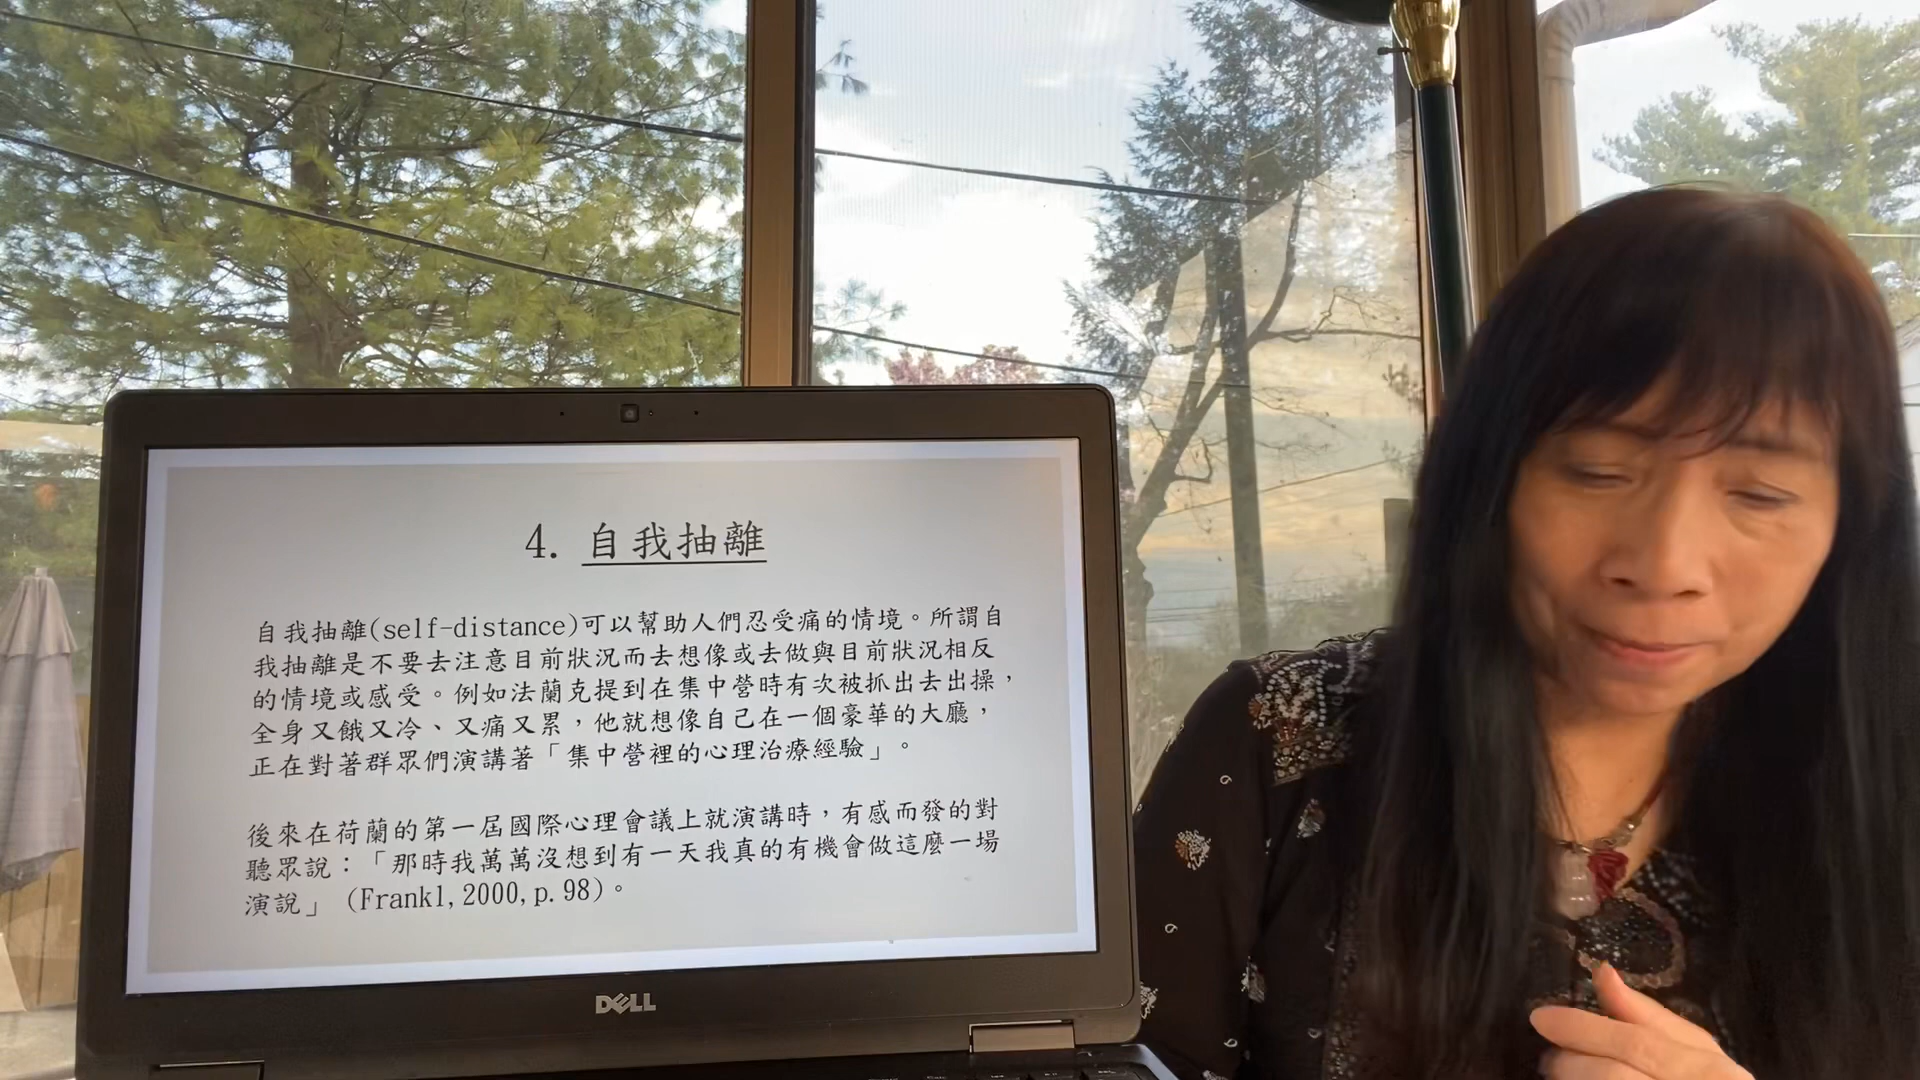 4. 自我抽離
自我抽離(self-distance)可以幫助人們忍受痛的情境。所謂自
我抽離是不要去注意目前狀況而去想像或去做與目前狀況相反
的情境或感受。例如法蘭克提到在集中營時有次被抓出去出操，
全身又餓又冷、又痛又累，他就想像自己在一個豪華的大廳，
正在對著群眾們演講著「集中營裡的心理治療經驗」。
後來在荷蘭的第一屆國際心理會議上就演講時，有感而發的對
聽眾說：「那時我萬萬沒想到有一天我真的有機會做這麼一場
演說」 (Frankl, 2000, p. 98)。
DELL